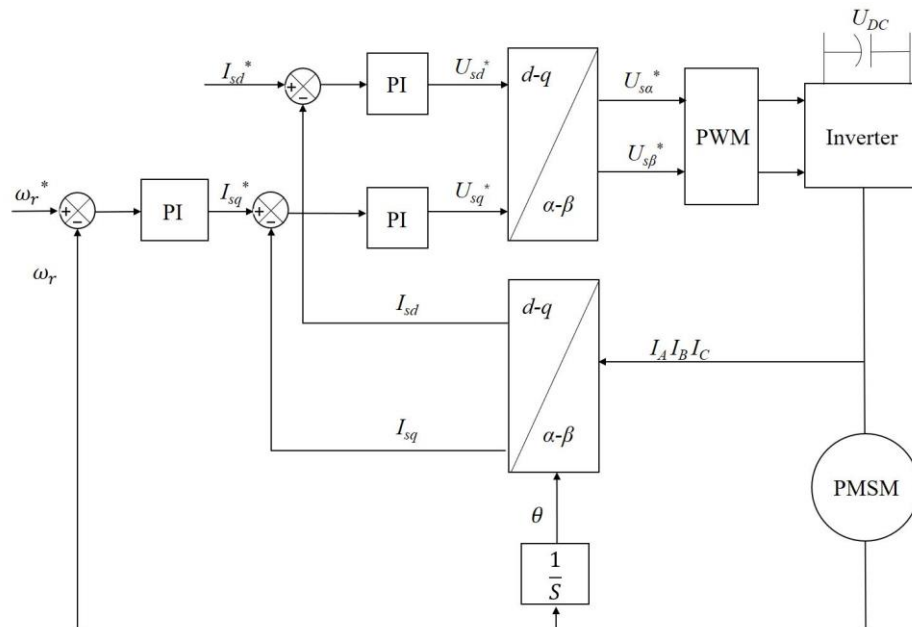 U_DC
I_sd*
+
−
PI
U_sd*
d-q
α-β
U_sα*
U_sβ*
PWM
Inverter
ω_r*
+
−
PI
I_sq*
+
−
PI
U_sq*
ω_r
I_sd
d-q
α-β
I_A I_B I_C
I_sq
PMSM
θ
1
S